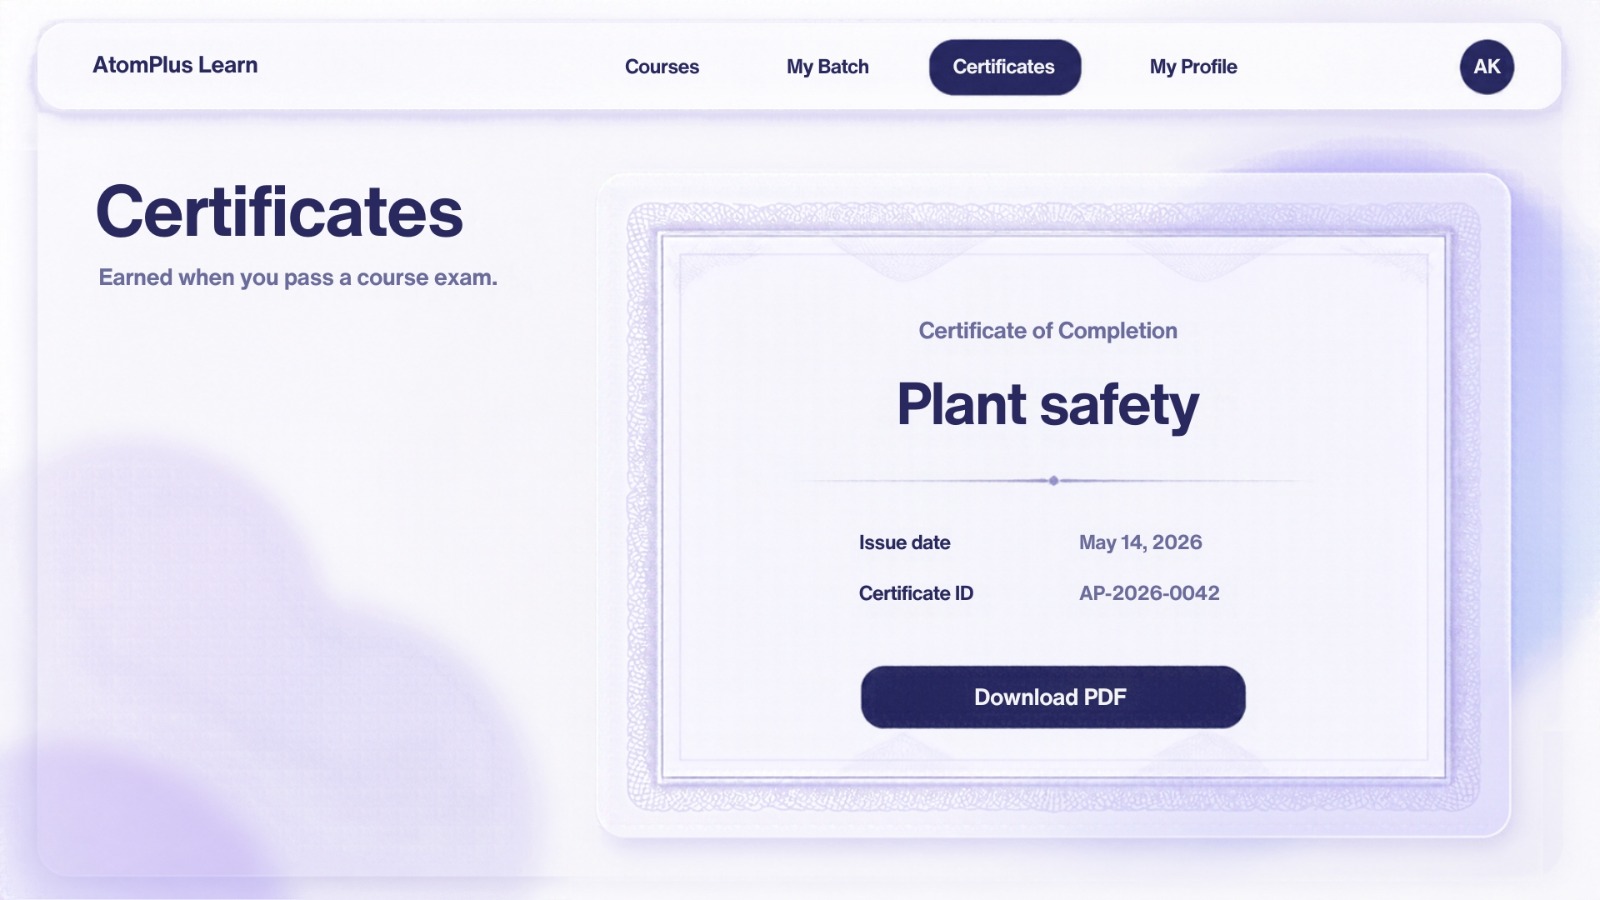 AtomPlus Learn
Courses
My Batch
Certificates
My Profile
AK
Certificates
Earned when you pass a course exam.
Certificate of Completion
Plant safety
Issue date May 14, 2026
Certificate ID AP-2026-0042
Download PDF